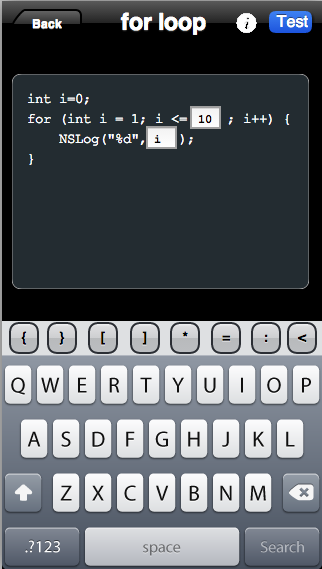 Back for loop i Test
int i=0;
for (int i = 1; i <= 10 ; i++) {
NSLog("%d", i );
}
{ } [ ] * = : <
Q W E R T Y U I O P
A S D F G H J K L
Z X C V B N M
.?123 space Search